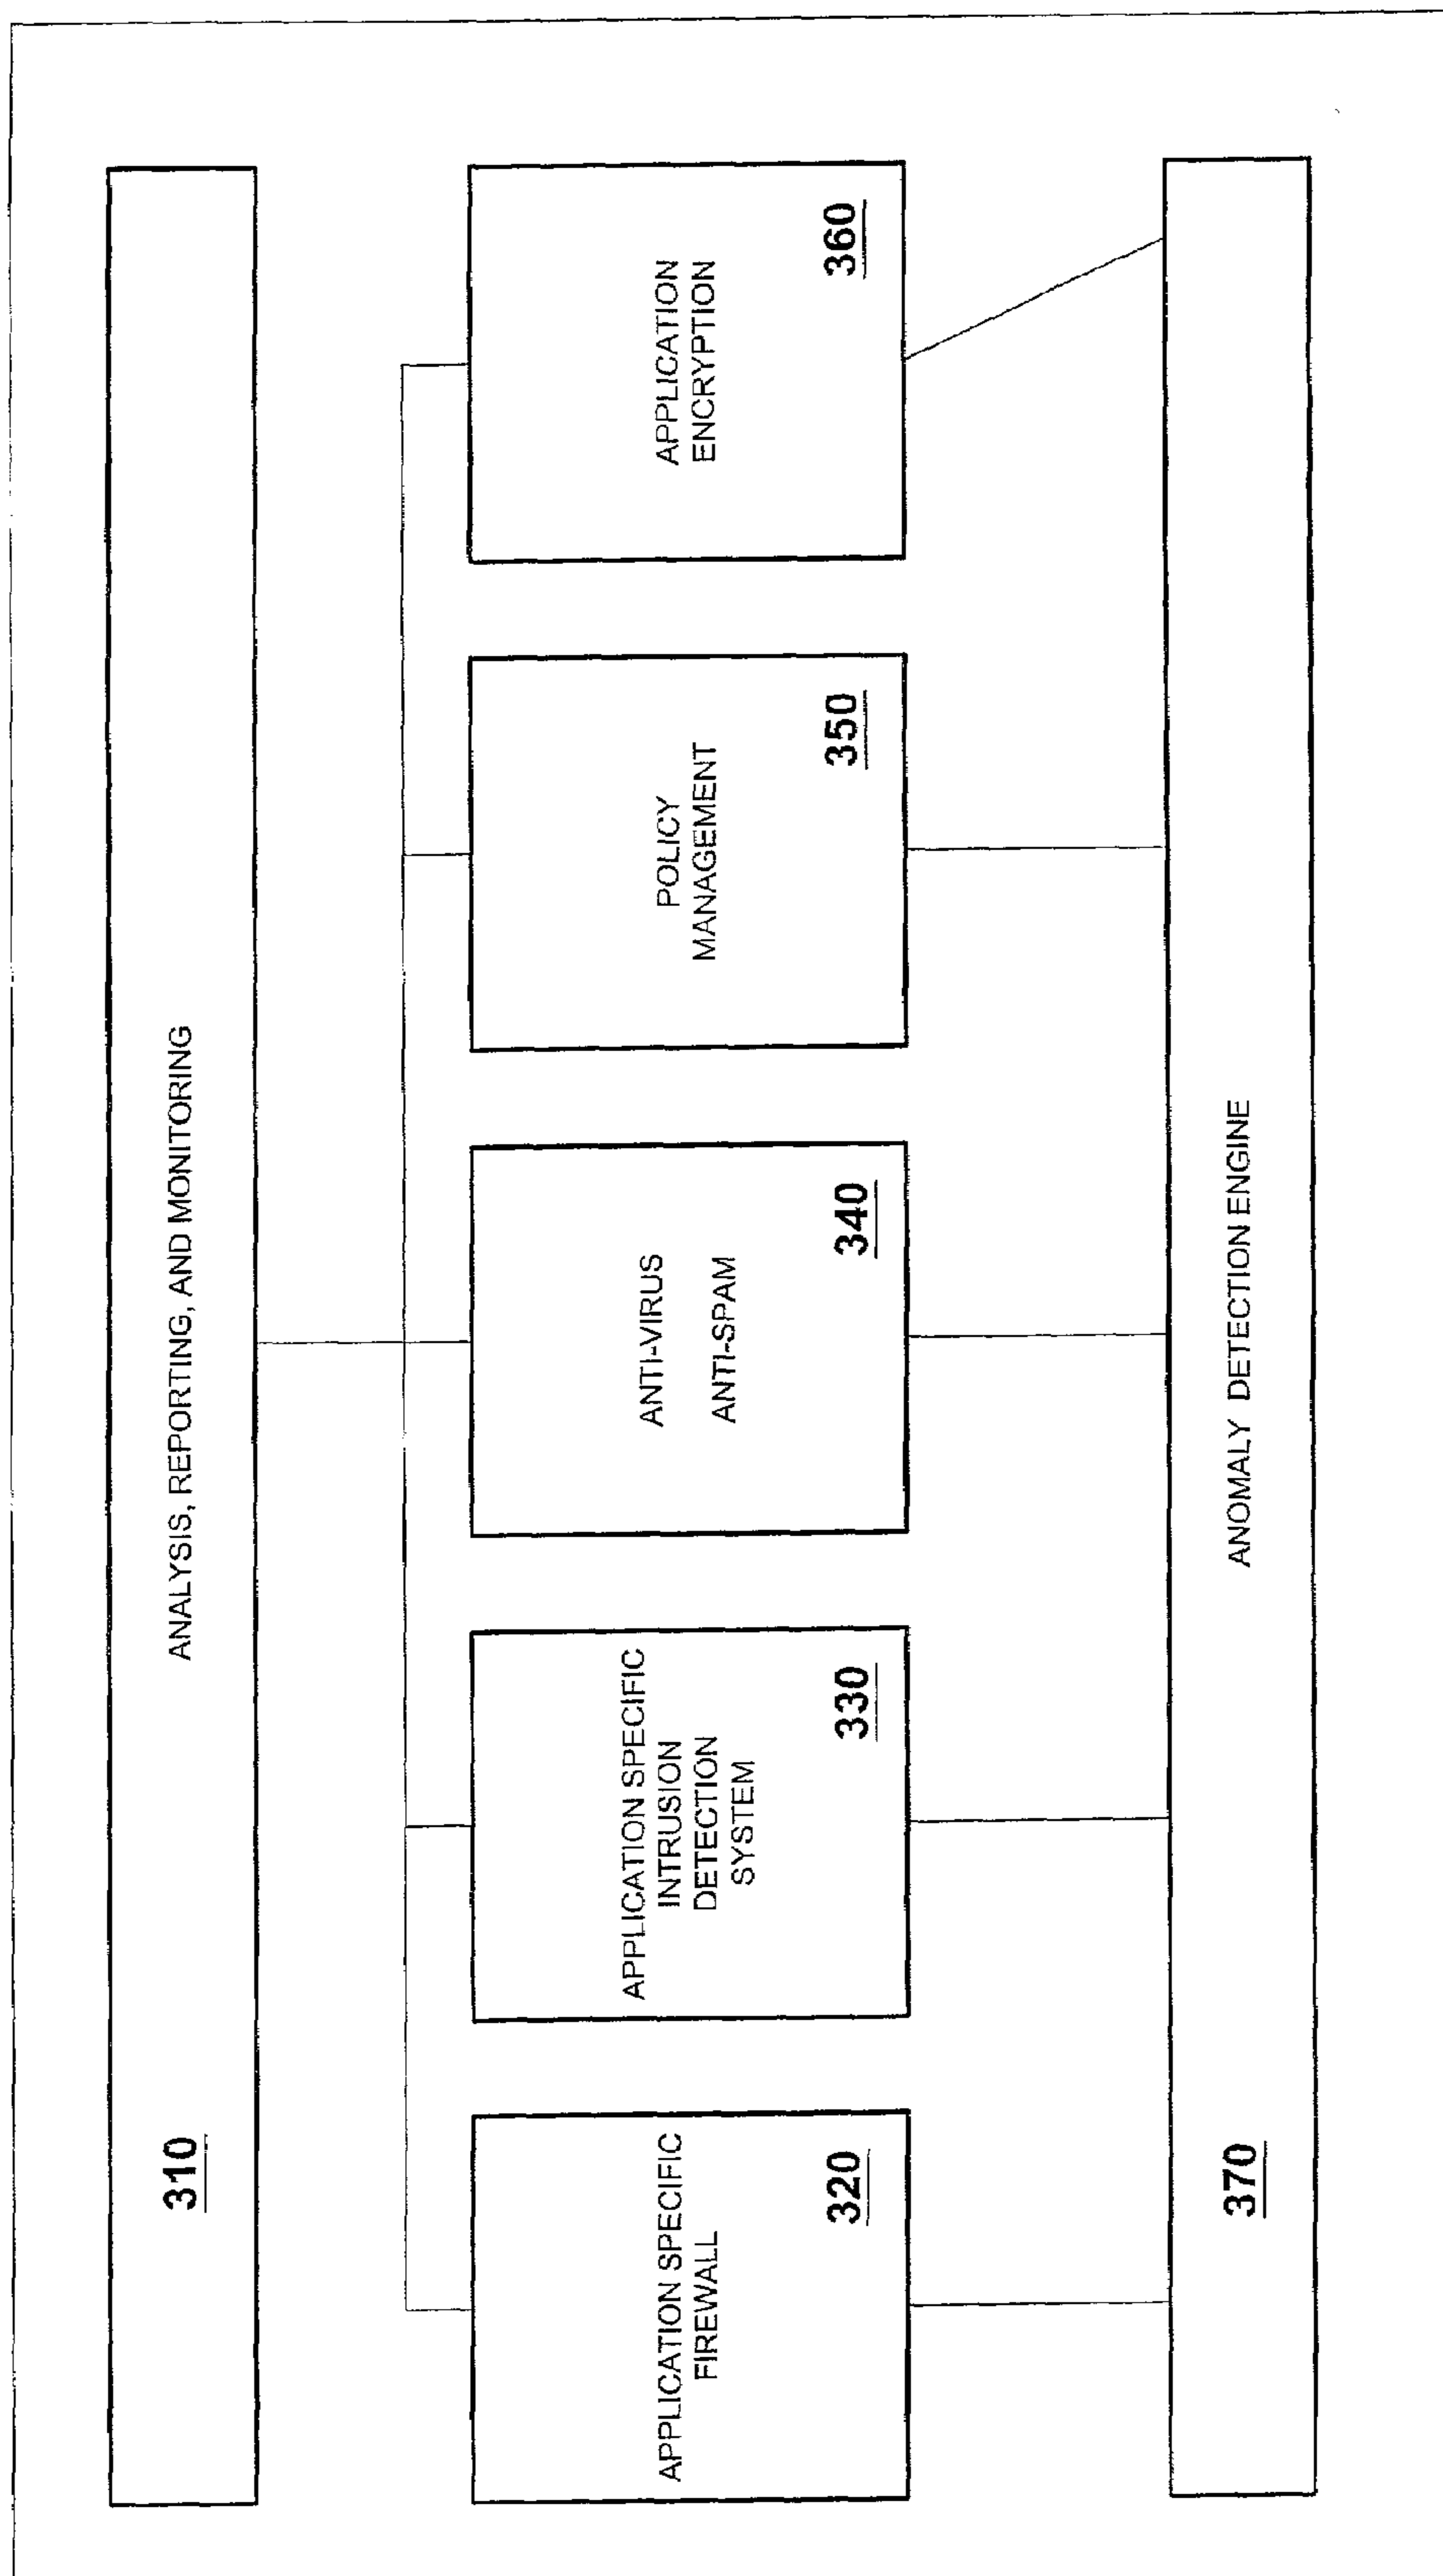 310
ANALYSIS, REPORTING, AND MONITORING
APPLICATION SPECIFIC
FIREWALL
320
APPLICATION SPECIFIC
INTRUSION
DETECTION
SYSTEM
330
ANTI-VIRUS
ANTI-SPAM
340
POLICY
MANAGEMENT
350
APPLICATION
ENCRYPTION
360
370
ANOMALY DETECTION ENGINE